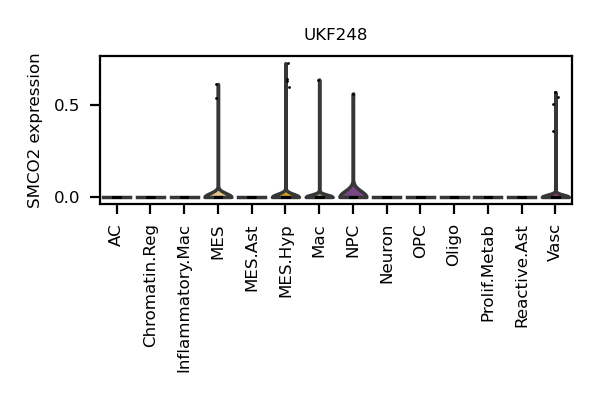 UKF248
SMCO2 expression
0.5
0.0
AC
Chromatin.Reg
Inflammatory.Mac
MES
MES.Ast
MES.Hyp
Mac
NPC
Neuron
OPC
Oligo
Prolif.Metab
Reactive.Ast
Vasc